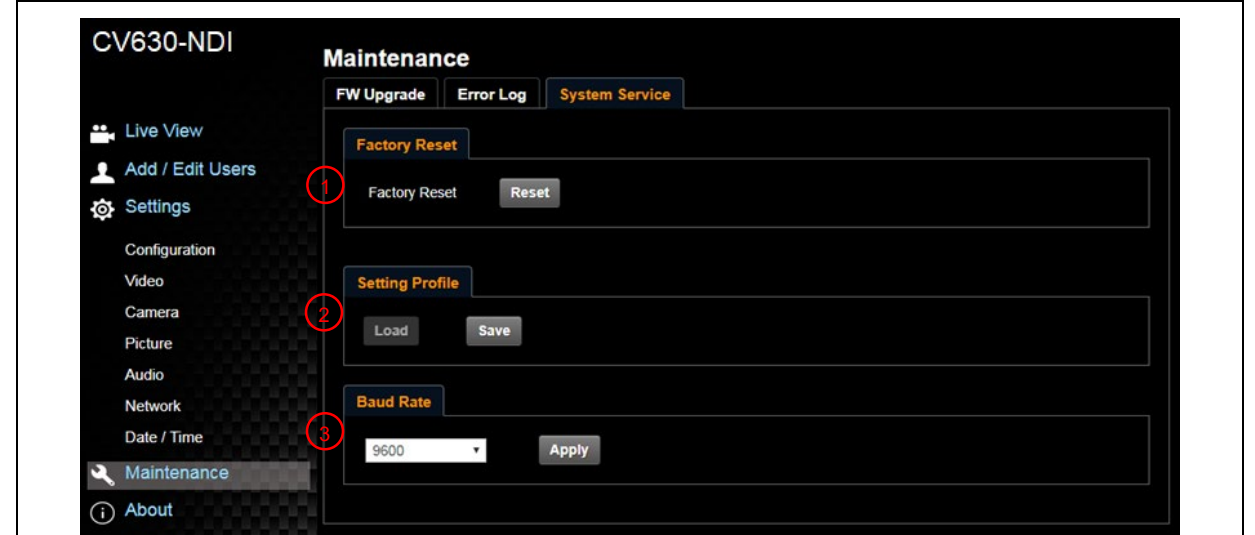 CV630-NDI
Maintenance
FW Upgrade Error Log System Service
Live View
Add / Edit Users
Settings
Configuration
Video
Camera
Picture
Audio
Network
Date / Time
Maintenance
About
Factory Reset
1 Factory Reset Reset
Setting Profile
2 Load Save
Baud Rate
3 9600 Apply